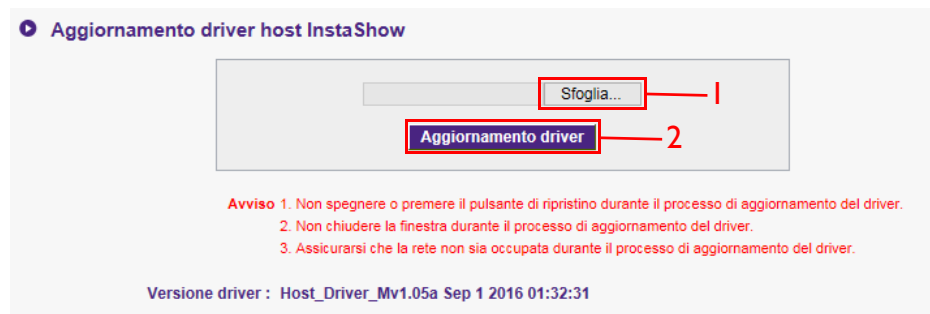 Aggiornamento driver host InstaShow
Sfoglia... 1
Aggiornamento driver 2
Avviso 1. Non spegnere o premere il pulsante di ripristino durante il processo di aggiornamento del driver.
2. Non chiudere la finestra durante il processo di aggiornamento del driver.
3. Assicurarsi che la rete non sia occupata durante il processo di aggiornamento del driver.
Versione driver : Host_Driver_Mv1.05a Sep 1 2016 01:32:31